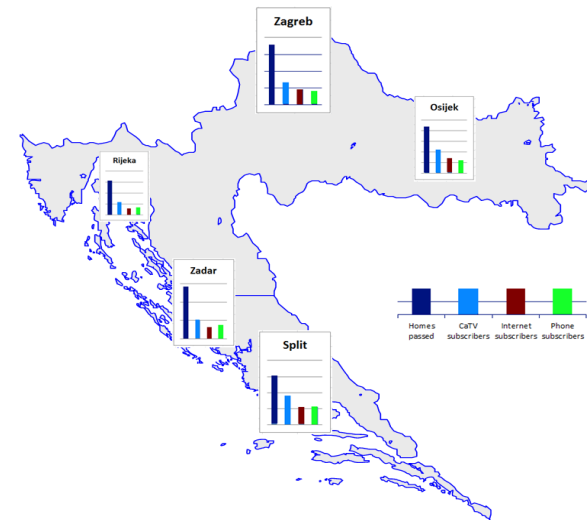 Zagreb
Osijek
Rijeka
Zadar
Split
Homes passed
CaTV subscribers
Internet subscribers
Phone subscribers